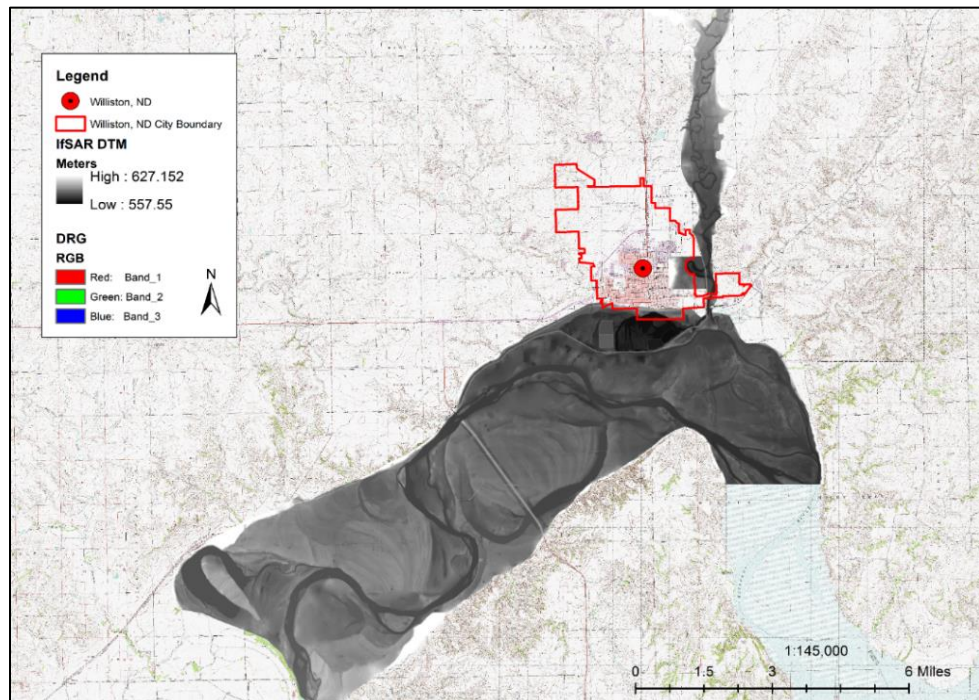 Legend
Williston, ND
Williston, ND City Boundary
IfSAR DTM
Meters
High : 627.152
Low : 557.55
DRG
RGB
Red: Band_1
Green: Band_2
Blue: Band_3
N
1:145,000
0 1.5 3 6 Miles